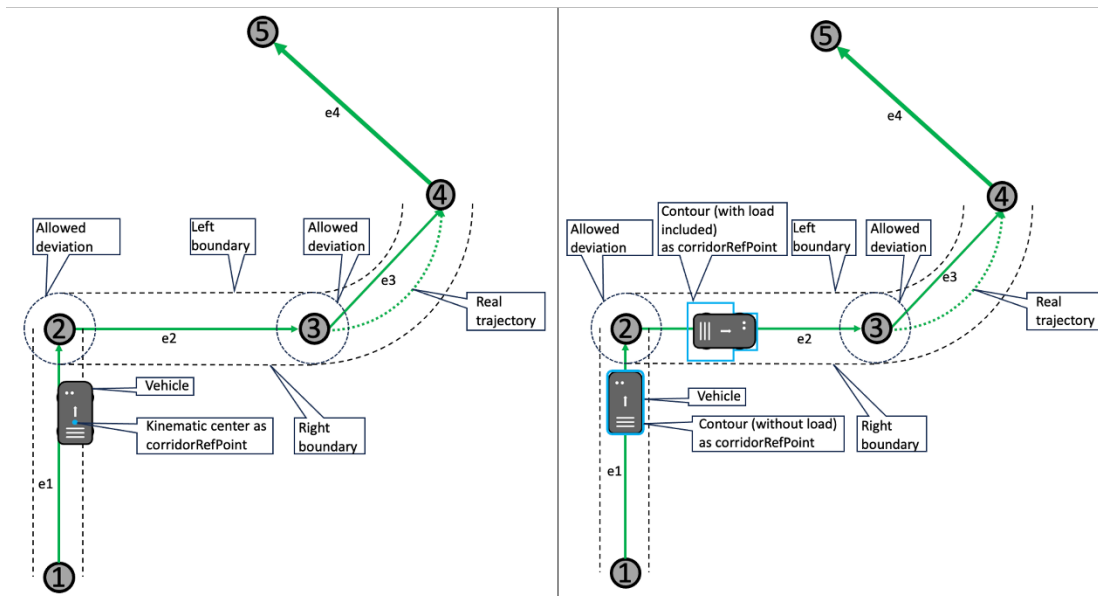 5
e4
4
Allowed
deviation
Left
boundary
Allowed
deviation
e3
2
3
e2
Real
trajectory
Vehicle
Kinematic center as
corridorRefPoint
Right
boundary
e1
1
5
e4
4
Allowed
deviation
Contour (with load
included)
as corridorRefPoint
Left
boundary
Allowed
deviation
e3
2
3
e2
Real
trajectory
Vehicle
Contour (without load)
as corridorRefPoint
Right
boundary
e1
1